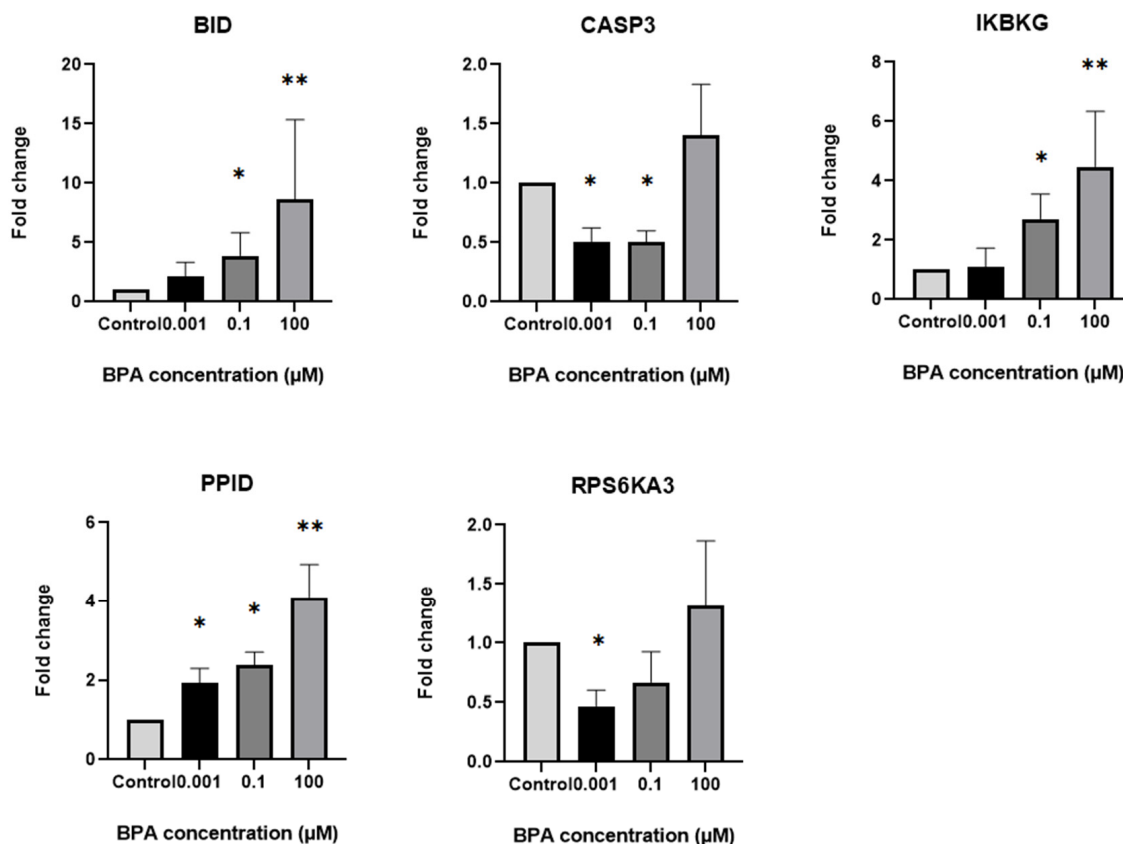 BID
**
*
Fold change
20
15
10
5
0
Control 0.001 0.1 100
BPA concentration (µM)
CASP3
* *
Fold change
2.0
1.5
1.0
0.5
0.0
Control 0.001 0.1 100
BPA concentration (µM)
IKBKG
**
*
Fold change
8
6
4
2
0
Control 0.001 0.1 100
BPA concentration (µM)
PPID
**
* *
Fold change
6
4
2
0
Control 0.001 0.1 100
BPA concentration (µM)
RPS6KA3
*
Fold change
2.0
1.5
1.0
0.5
0.0
Control 0.001 0.1 100
BPA concentration (µM)